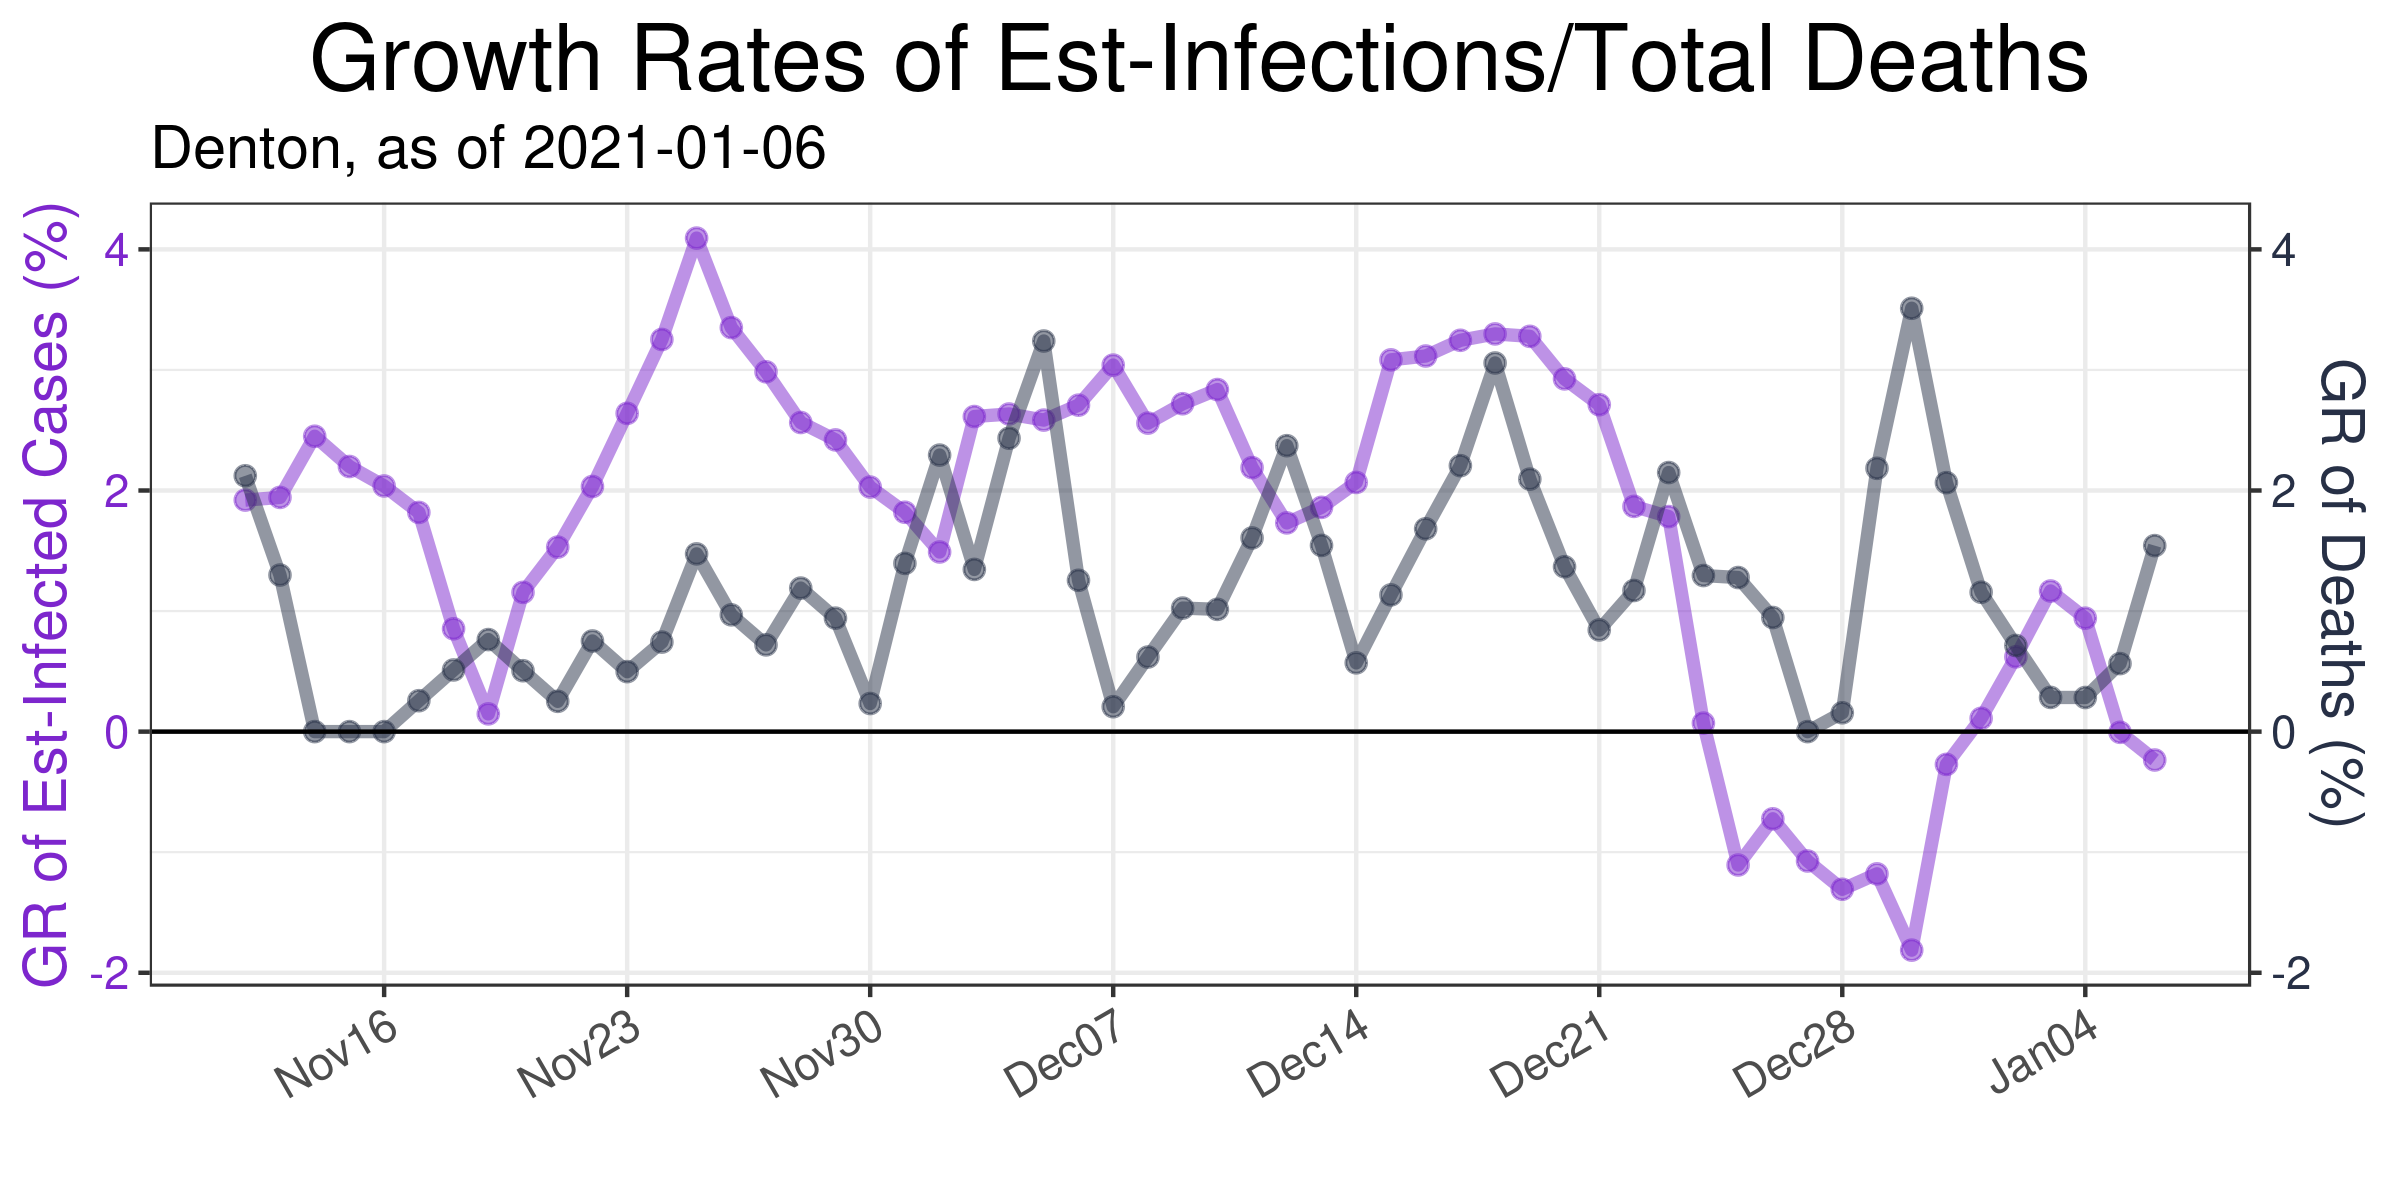 Growth Rates of Est-Infections/Total Deaths
Denton, as of 2021-01-06
GR of Est-Infected Cases (%)
4
2
0
-2
4
2
0
-2
GR of Deaths (%)
Nov16
Nov23
Nov30
Dec07
Dec14
Dec21
Dec28
Jan04